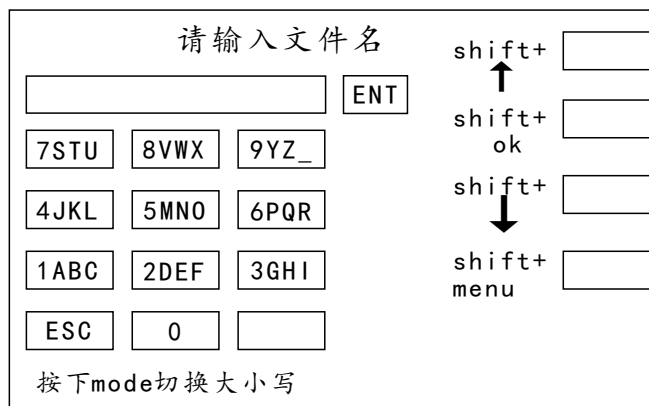 请输入文件名
ENT
7STU 8VWX 9YZ_
4JKL 5MNO 6PQR
1ABC 2DEF 3GHI
ESC 0
按下mode切换大小写
shift+
shift+
ok
shift+
shift+
menu